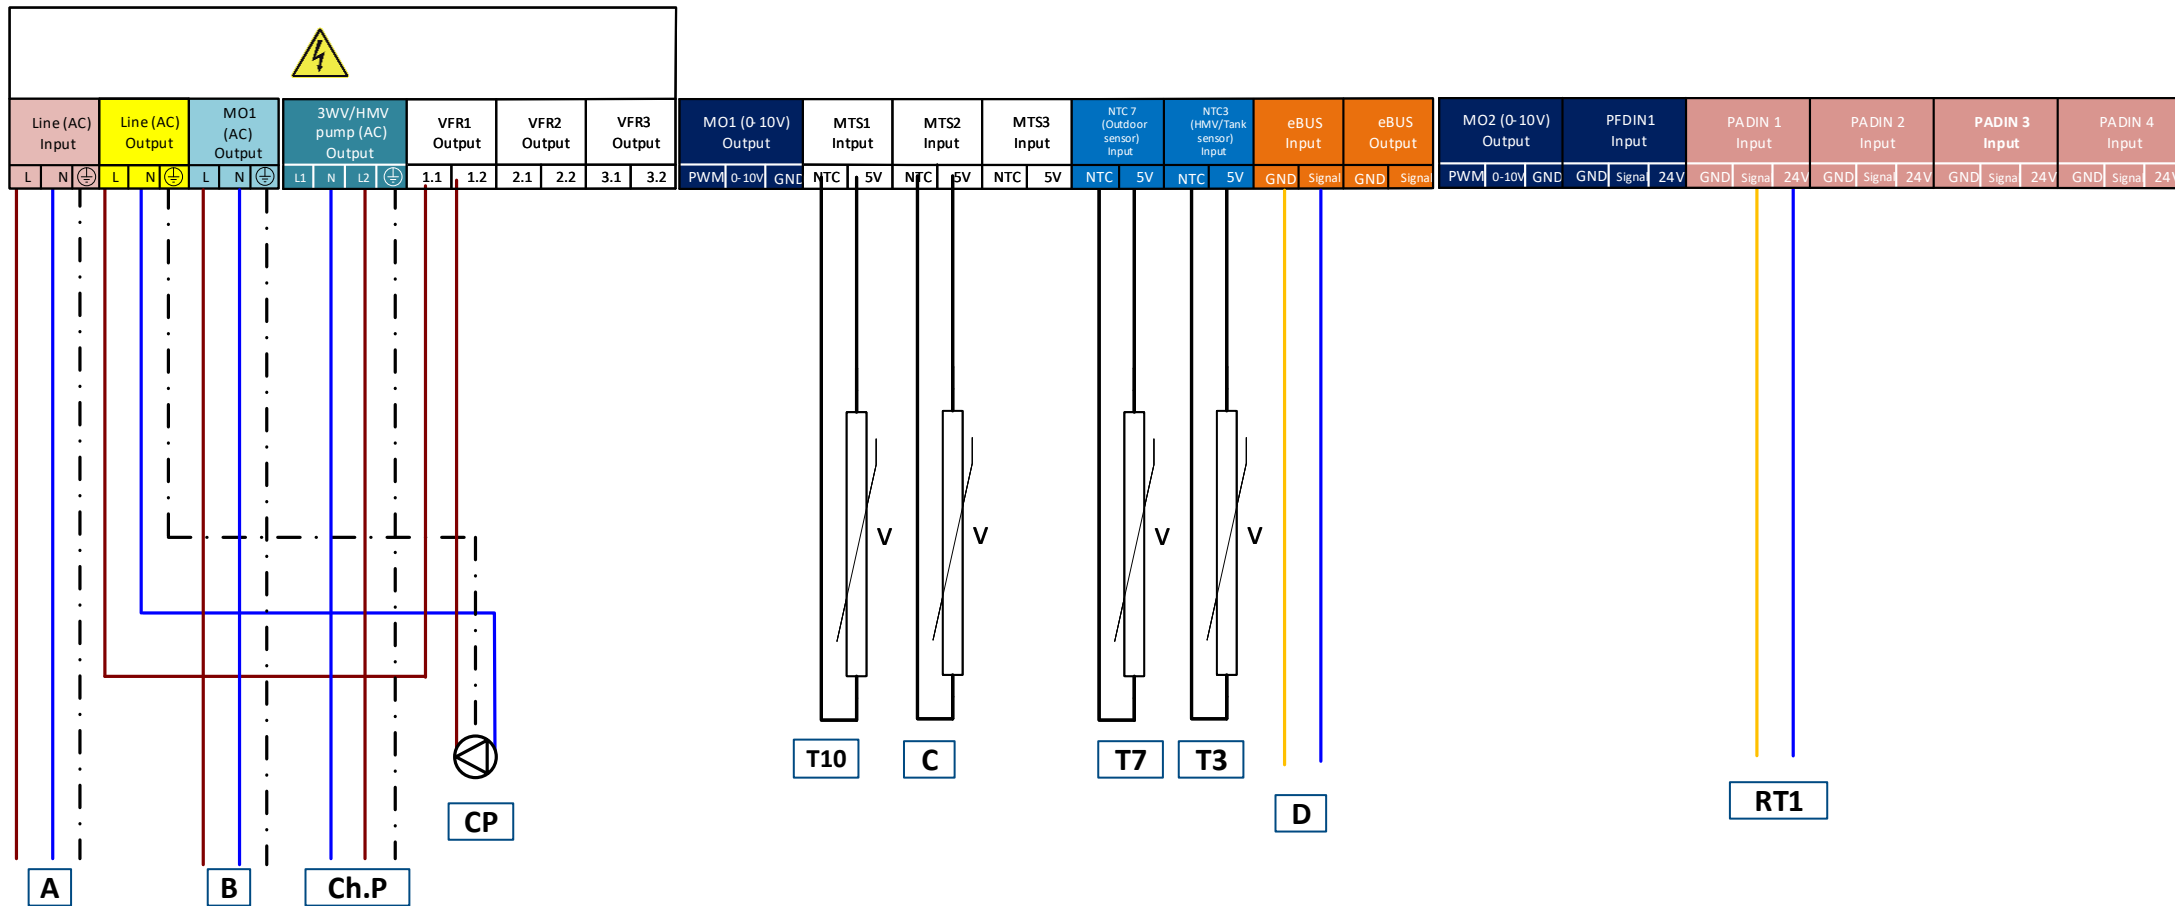 Line (AC)
Input
Line (AC)
Output
MO1
(AC)
Output
3WV/HMV
pump (AC)
Output
VFR1
Output
VFR2
Output
VFR3
Output
MO1 (0-10V)
Output
MTS1
Intput
MTS2
Input
MTS3
Input
NTC 7
(Outdoor
sensor)
Input
NTC3
(HMV/Tank
sensor)
Input
eBUS
Input
eBUS
Output
MO2 (0-10V)
Output
PFDIN1
Input
PADIN 1
Input
PADIN 2
Input
PADIN 3
Input
PADIN 4
Input
L N L N L N L1 N L2 1.1 1.2 2.1 2.2 3.1 3.2 PWM 0-10V GND NTC 5V NTC 5V NTC 5V NTC 5V NTC 5V GND Signal GND Signal PWM 0-10V GND GND Signal 24V GND Signal 24V GND Signal 24V GND Signal 24V GND Signal 24V
V V V V
T10 C T7 T3
D
RT1
CP
A B Ch.P